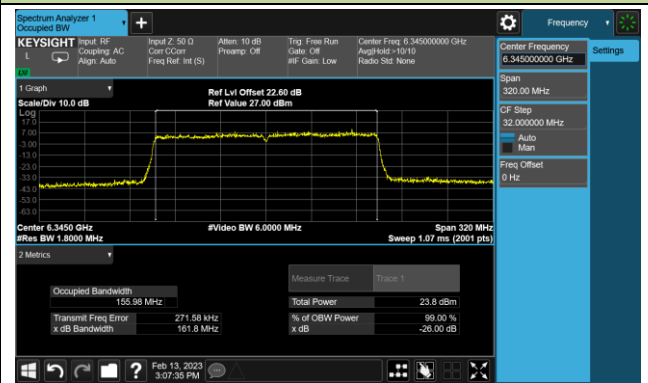 Spectrum Analyzer 1
Occupied BW
Frequency
KEYSIGHT
L
Input: RF
Coupling: AC
Align: Auto
Input Z: 50 Ω
Corr CCorr
Freq Ref: Int (S)
Atten: 10 dB
Preamp: Off
Trig: Free Run
Gate: Off
#IF Gain: Low
Center Freq: 6.345000000 GHz
Avg|Hold:>10/10
Radio Std: None
Center Frequency
6.345000000 GHz
Settings
Span
320.00 MHz
CF Step
32.000000 MHz
Auto
Man
Freq Offset
0 Hz
1 Graph
Scale/Div 10.0 dB
Ref Lvl Offset 22.60 dB
Ref Value 27.00 dBm
Log
17.0
7.00
-3.00
-13.0
-23.0
-33.0
-43.0
-53.0
-63.0
Center 6.3450 GHz
#Res BW 1.8000 MHz
#Video BW 6.0000 MHz
Span 320 MHz
Sweep 1.07 ms (2001 pts)
2 Metrics
Measure Trace
Trace 1
Occupied Bandwidth
155.98 MHz
Total Power
23.8 dBm
Transmit Freq Error
271.58 kHz
% of OBW Power
99.00 %
x dB Bandwidth
161.8 MHz
x dB
-26.00 dB
?
Feb 13, 2023
3:07:35 PM